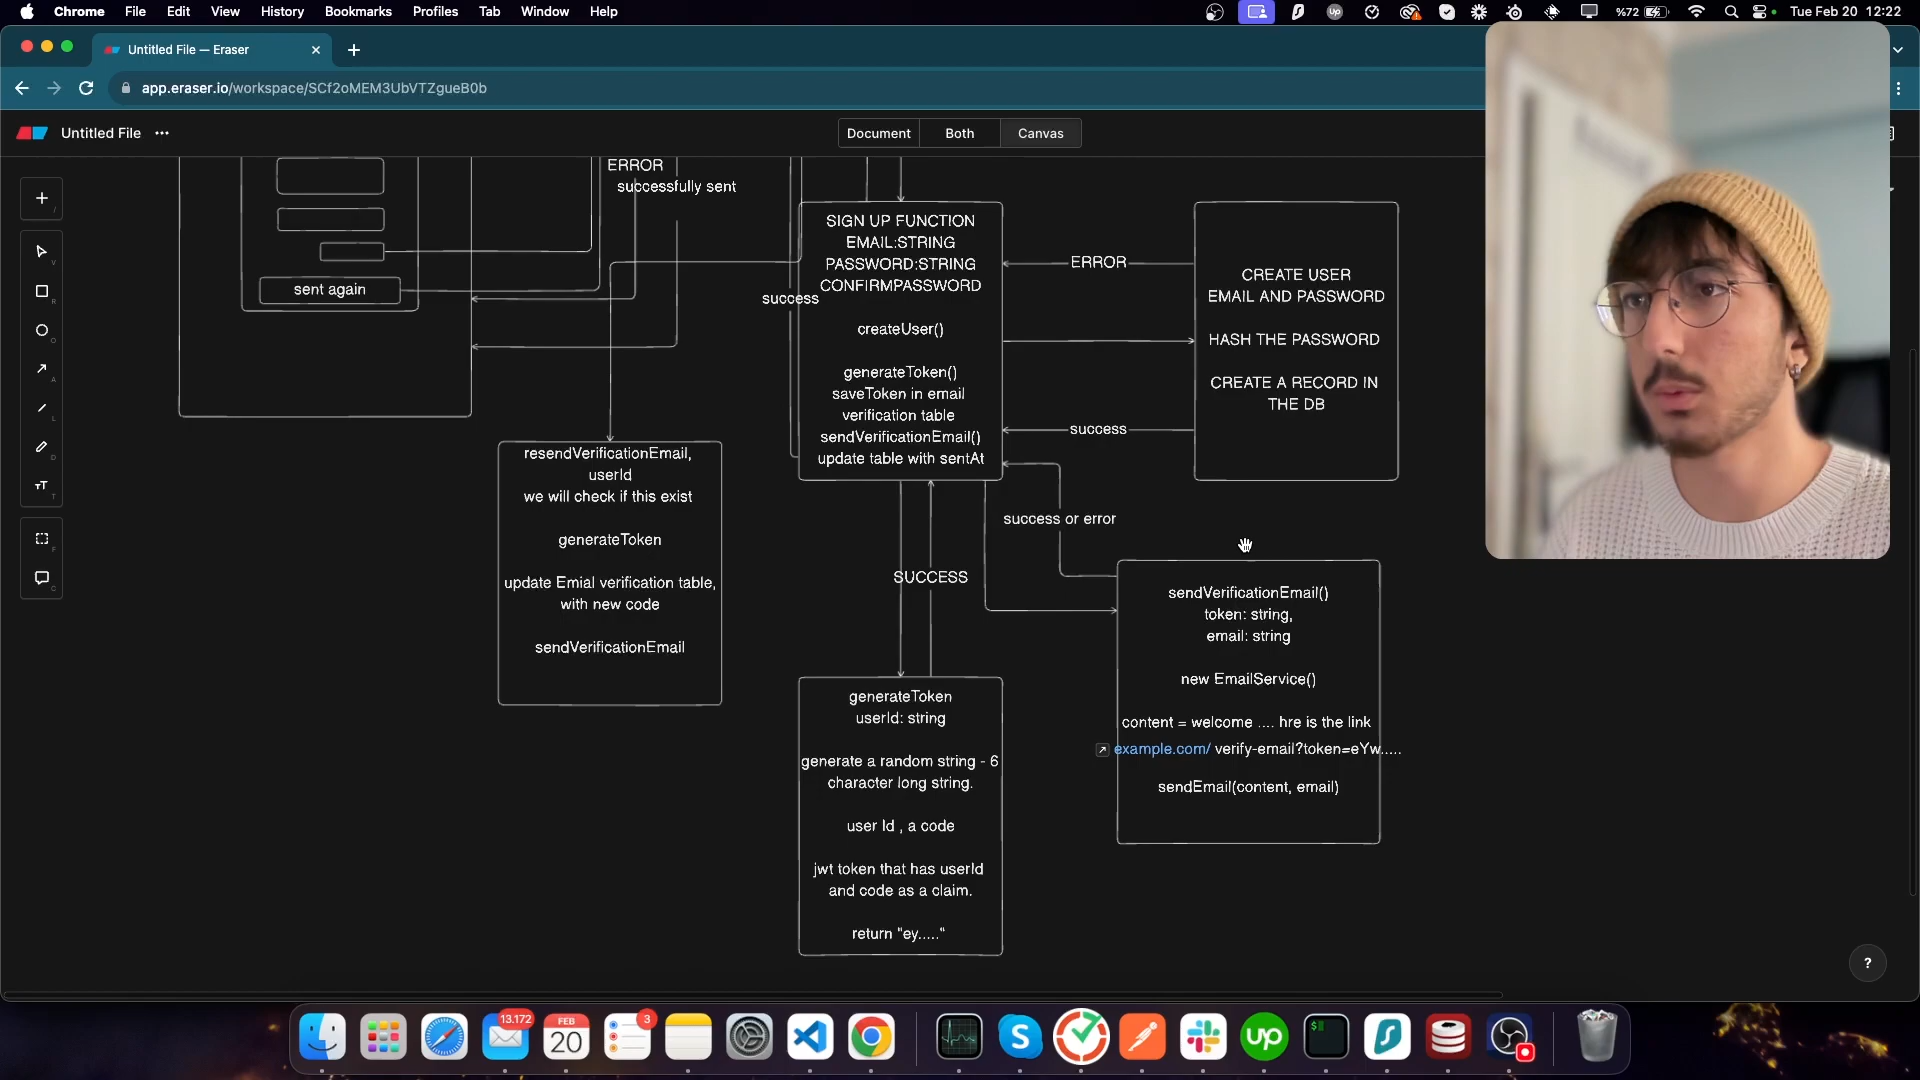 Chrome File Edit View History Bookmarks Profiles Tab Window Help
%72 Tue Feb 20 12:22
Untitled File — Eraser
app.eraser.io/workspace/SCf2oMEM3UbVTZgueB0b
Untitled File
Document Both Canvas
ERROR
successfully sent
sent again
success
SIGN UP FUNCTION
EMAIL:STRING
PASSWORD:STRING
CONFIRMPASSWORD
createUser()
generateToken()
saveToken in email
verification table
sendVerificationEmail()
update table with sentAt
ERROR
success
CREATE USER
EMAIL AND PASSWORD
HASH THE PASSWORD
CREATE A RECORD IN
THE DB
resendVerificationEmail,
userId
we will check if this exist
generateToken
update Emial verification table,
with new code
sendVerificationEmail
success or error
SUCCESS
generateToken
userId: string
generate a random string - 6
character long string.
user Id , a code
jwt token that has userId
and code as a claim.
return "ey....."
sendVerificationEmail()
token: string,
email: string
new EmailService()
content = welcome .... hre is the link
example.com/ verify-email?token=eYw.....
sendEmail(content, email)
?
13.172
FEB
20
3
S
up
$